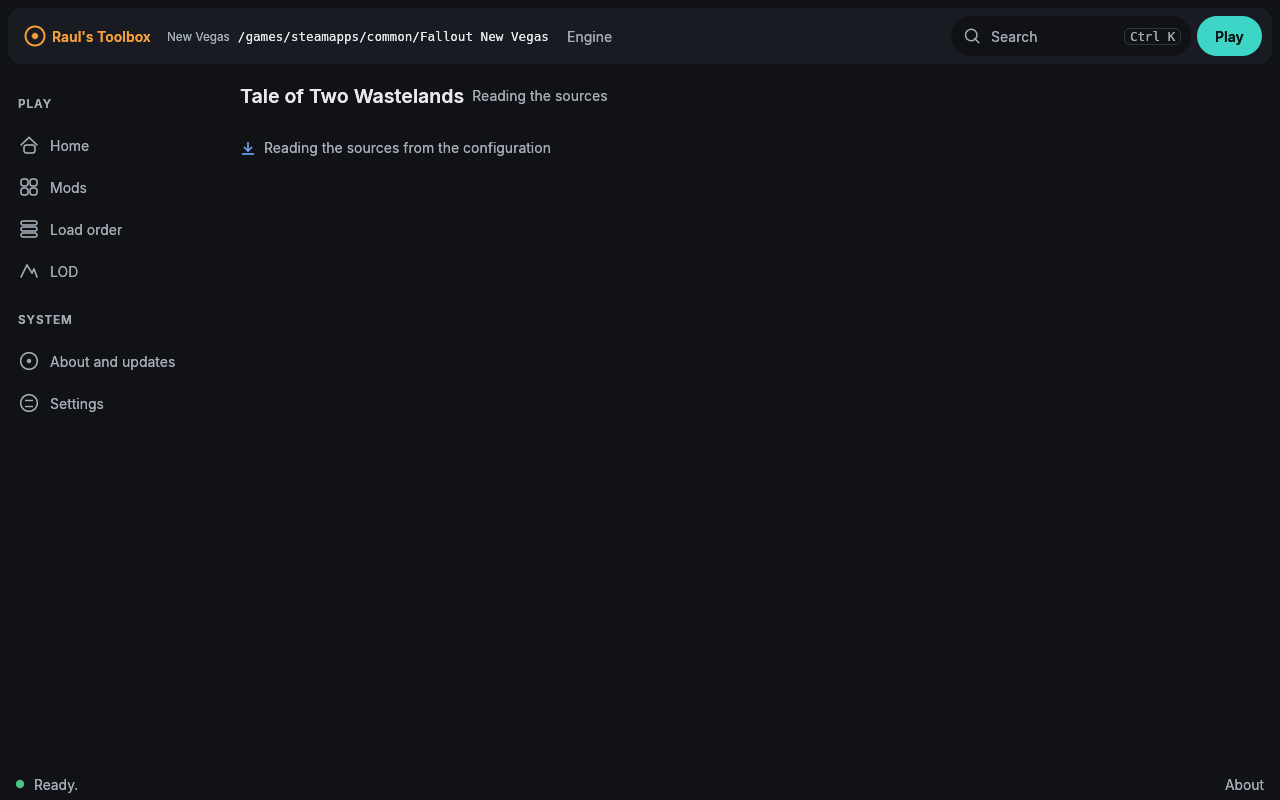 Raul's Toolbox New Vegas /games/steamapps/common/Fallout New Vegas Engine Search Ctrl K Play
PLAY
Home
Mods
Load order
LOD
SYSTEM
About and updates
Settings
Tale of Two Wastelands Reading the sources
Reading the sources from the configuration
Ready. About